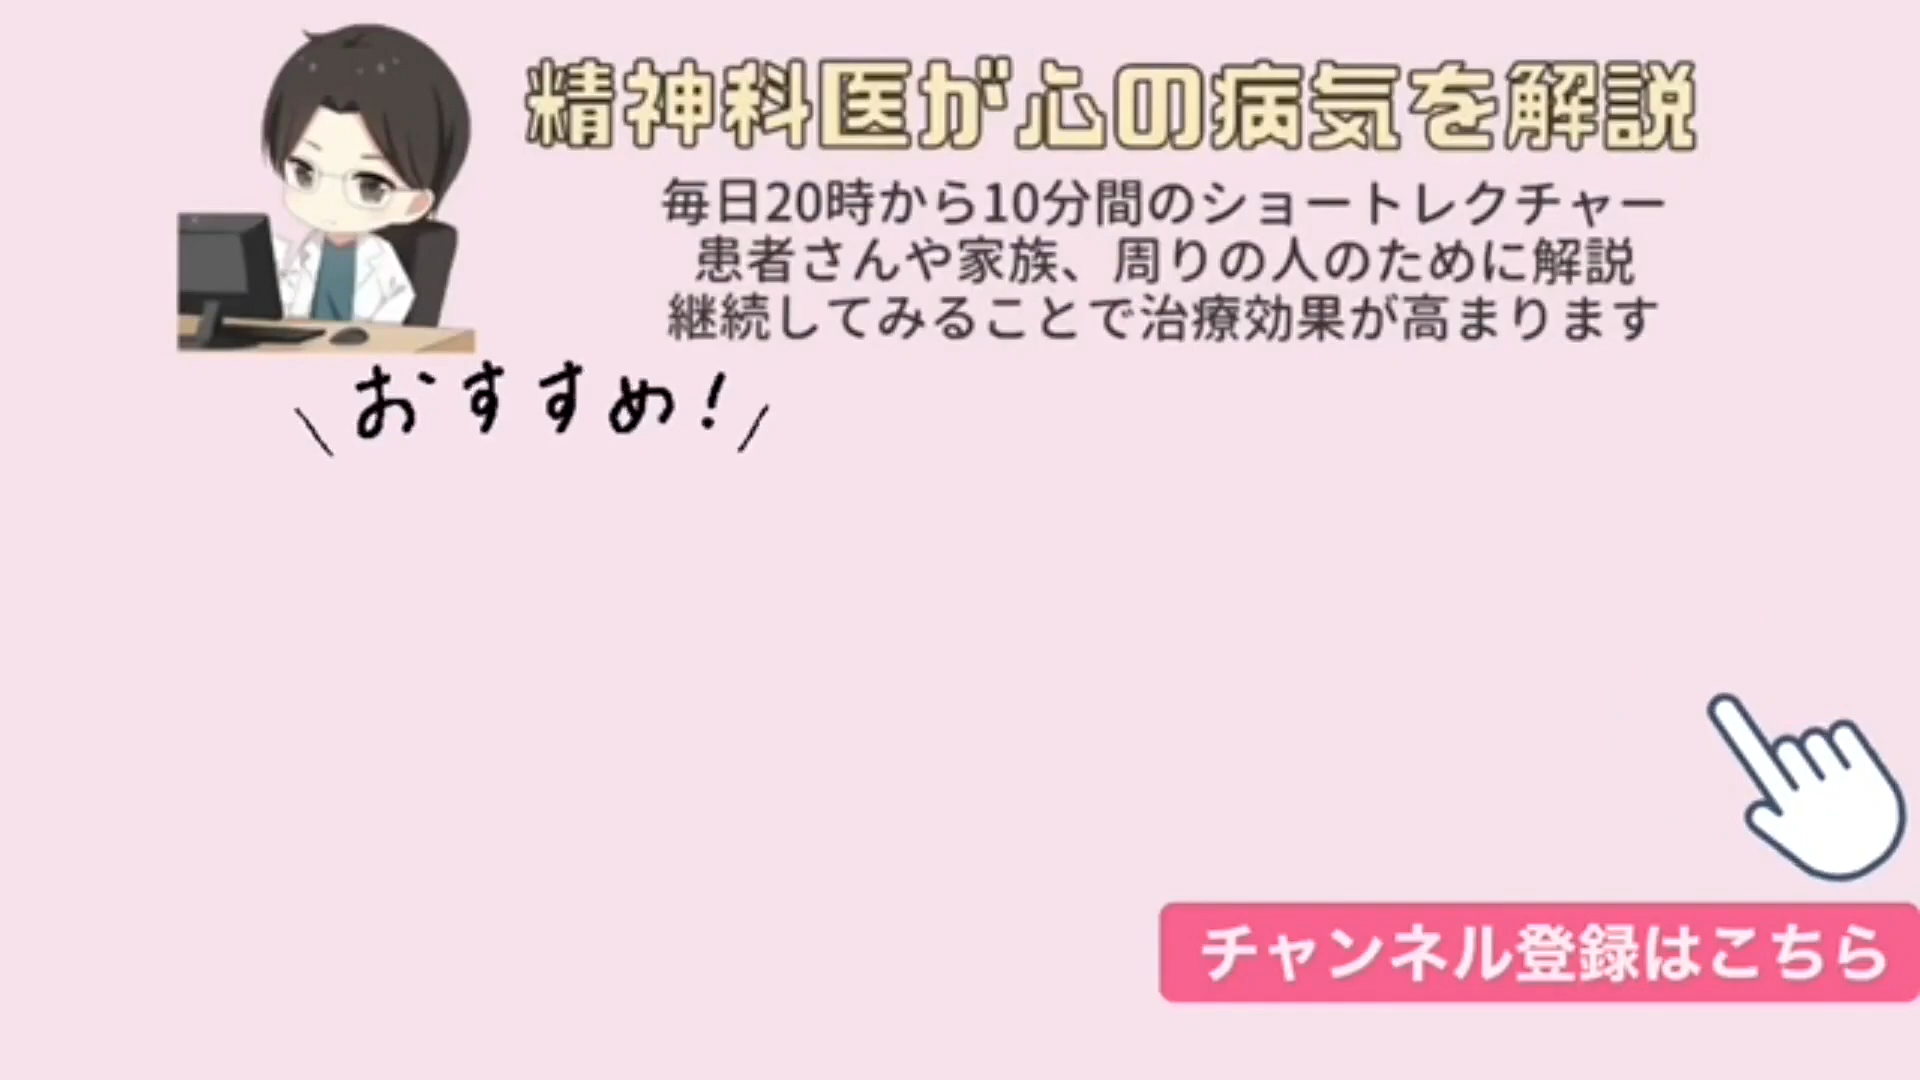 精神科医が心の病気を解説
毎日20時から10分間のショートレクチャー
患者さんや家族、周りの人のために解説
継続してみることで治療効果が高まります
おすすめ！
チャンネル登録はこちら